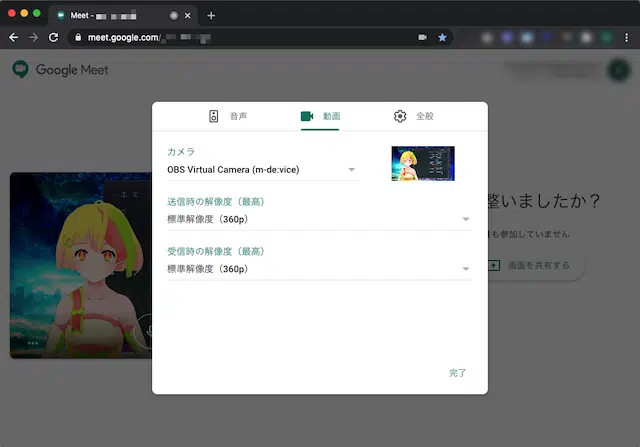 Meet -
meet.google.com/
Google Meet
音声
動画
全般
カメラ
OBS Virtual Camera (m-de:vice)
送信時の解像度（最高）
標準解像度（360p）
受信時の解像度（最高）
標準解像度（360p）
完了
整いましたか？
も参加していません
画面を共有する